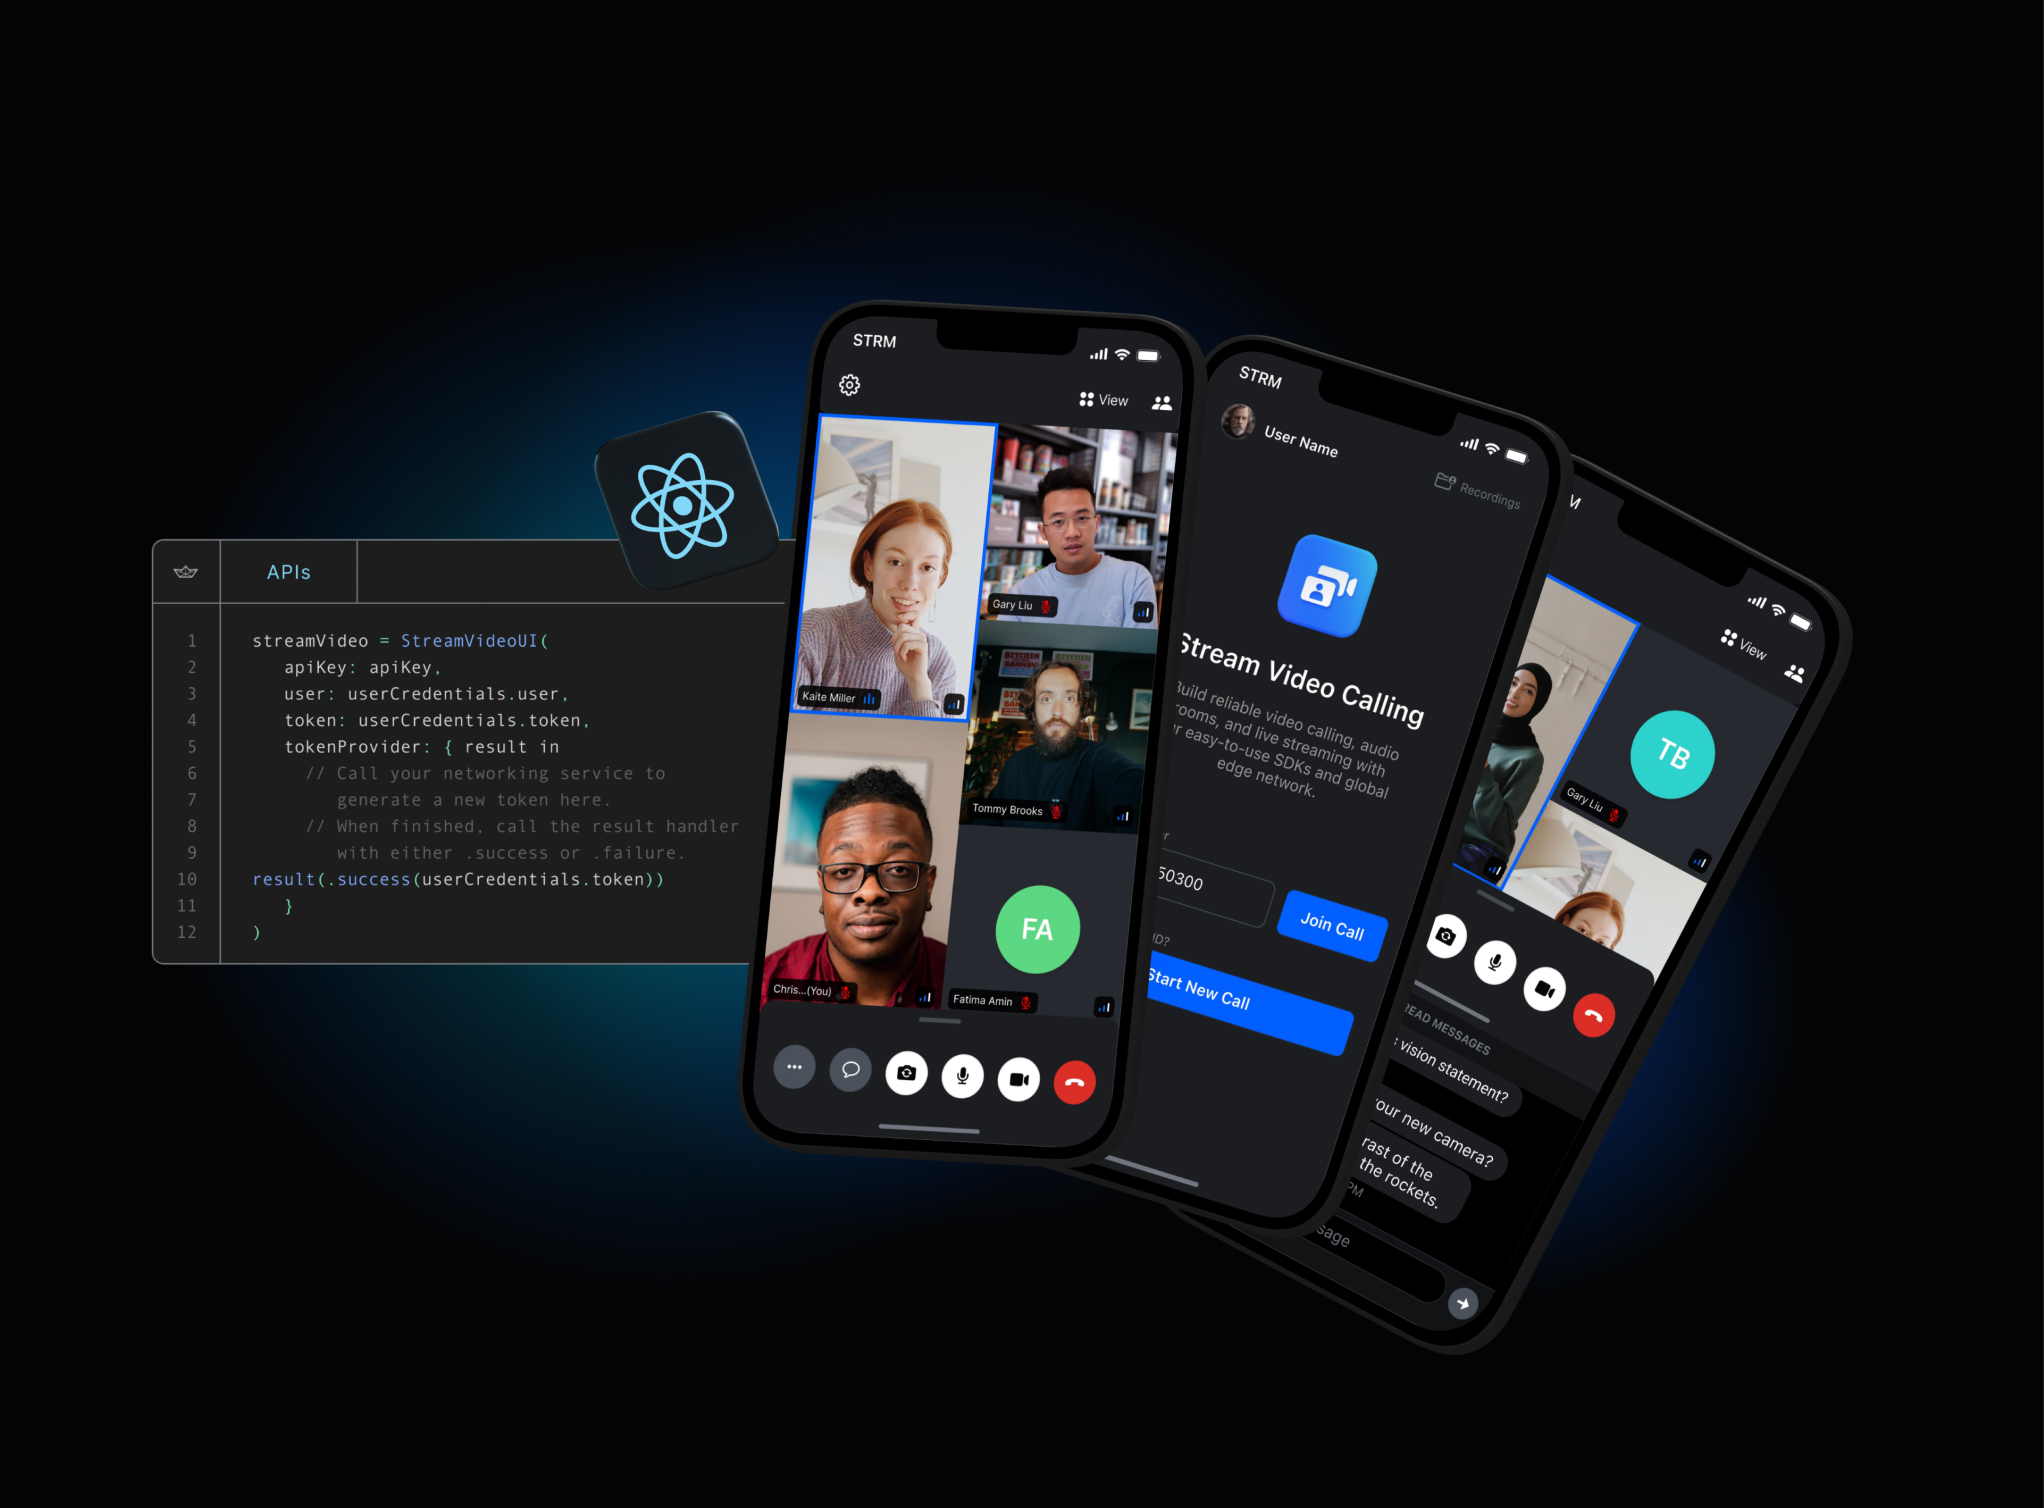 APIs
1 streamVideo = StreamVideoUI(
2 apiKey: apiKey,
3 user: userCredentials.user,
4 token: userCredentials.token,
5 tokenProvider: { result in
6 // Call your networking service to
7 generate a new token here.
8 // When finished, call the result handler
9 with either .success or .failure.
10 result(.success(userCredentials.token))
11 }
12 )
STRM
View
Kaite Miller
Gary Liu
Tommy Brooks
Chris...(You)
FA
Fatima Amin
STRM
User Name
Recordings
Stream Video Calling
Build reliable video calling, audio
rooms, and live streaming with
easy-to-use SDKs and global
edge network.
50300
Join Call
ID?
Start New Call
View
TB
Gary Liu
READ MESSAGES
vision statement?
your new camera?
rast of the
the rockets.
PM
sage